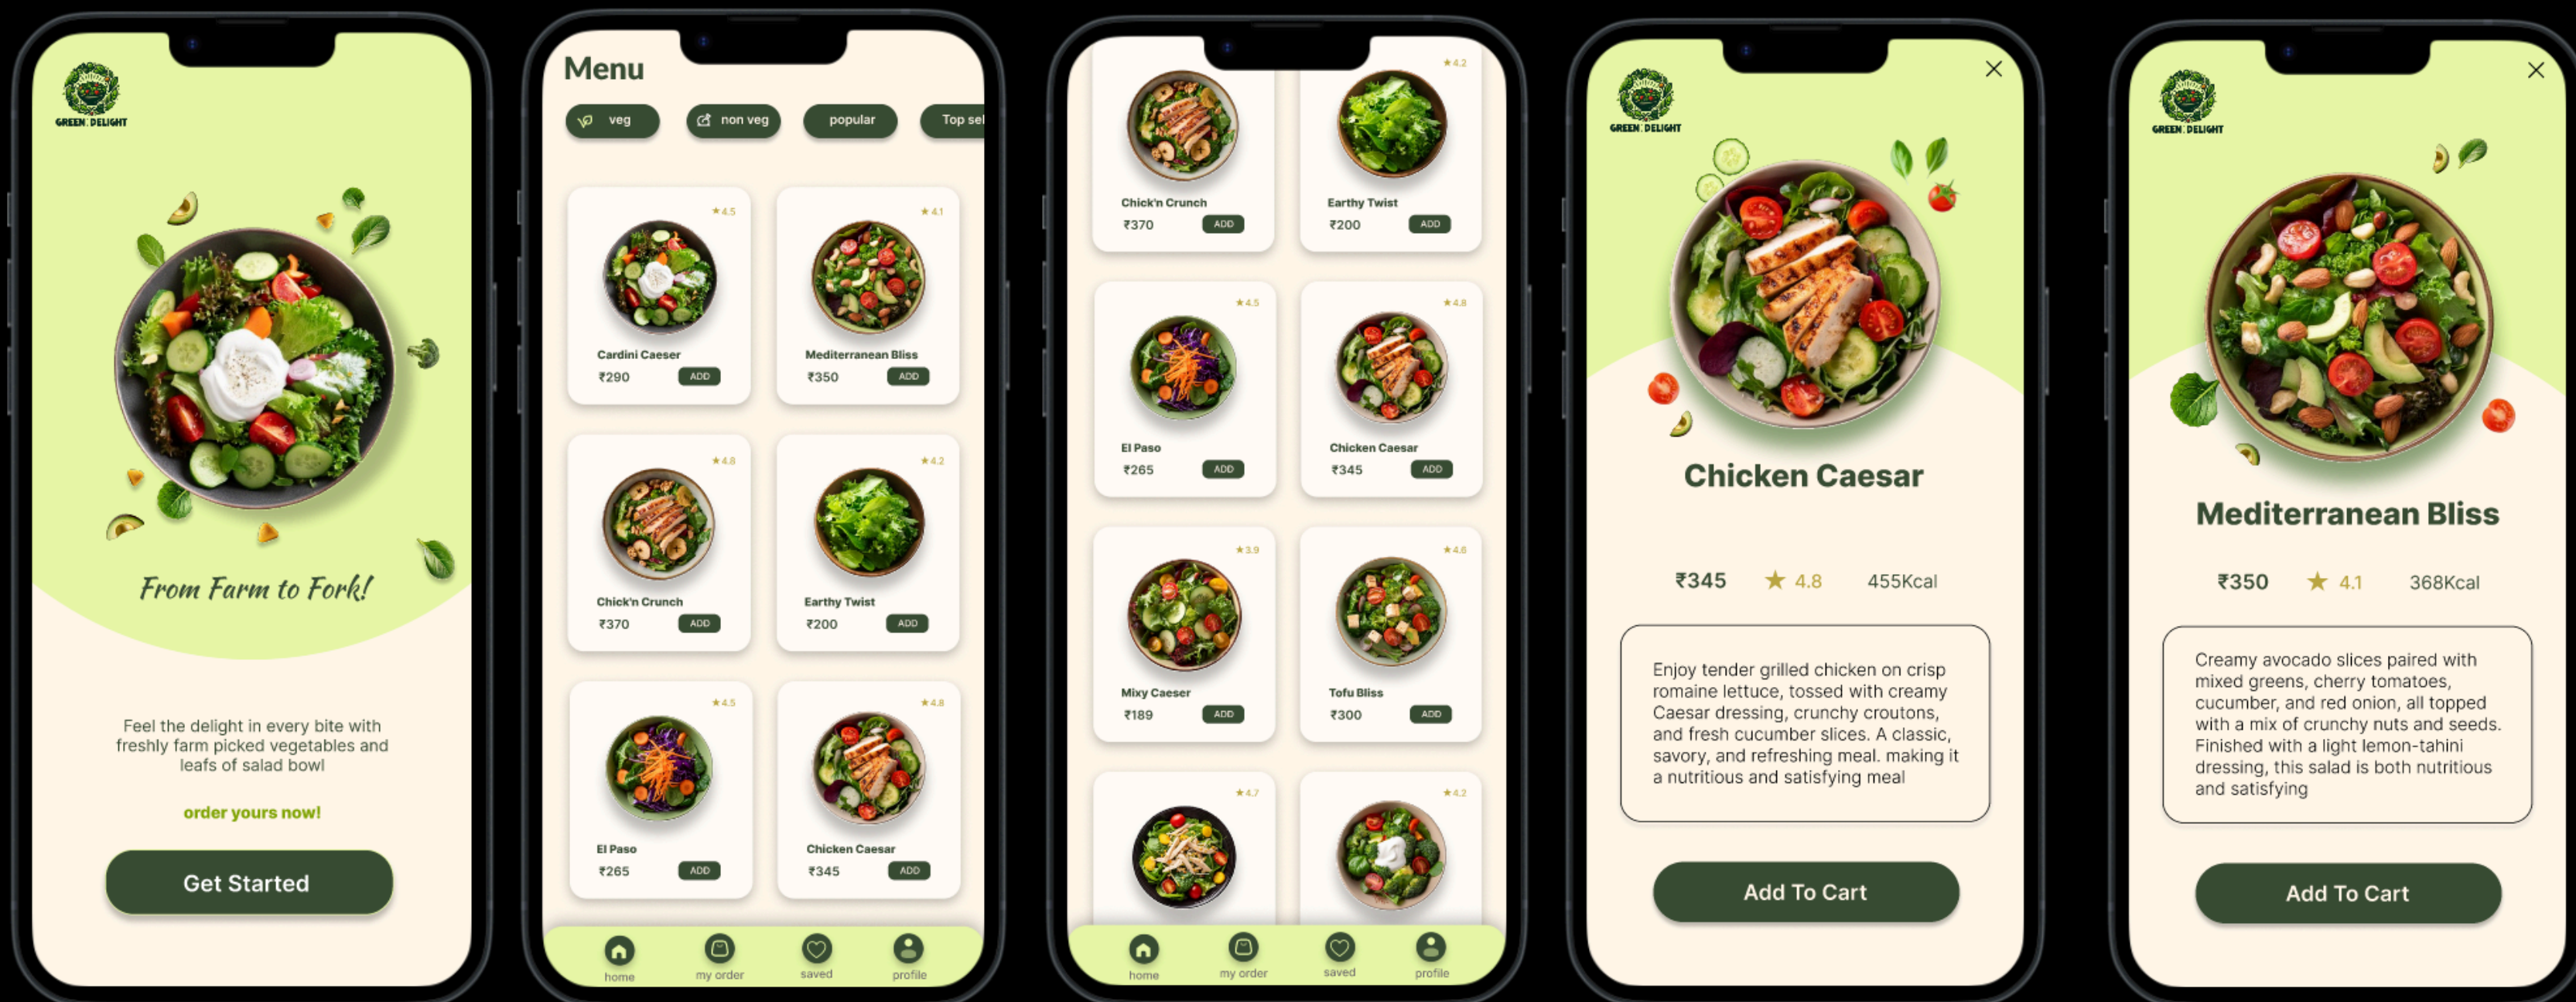 GREEN DELIGHT
From Farm to Fork!
Feel the delight in every bite with
freshly farm picked vegetables and
leafs of salad bowl
order yours now!
Get Started
Menu
veg
non veg
popular
Top sel
★4.5
Cardini Caeser
₹290
ADD
★4.1
Mediterranean Bliss
₹350
ADD
★4.8
Chick'n Crunch
₹370
ADD
★4.2
Earthy Twist
₹200
ADD
★4.5
El Paso
₹265
ADD
★4.8
Chicken Caesar
₹345
ADD
home
my order
saved
profile
Chick'n Crunch
₹370
ADD
★4.2
Earthy Twist
₹200
ADD
★4.5
El Paso
₹265
ADD
★4.8
Chicken Caesar
₹345
ADD
★3.9
Mixy Caeser
₹189
ADD
★4.6
Tofu Bliss
₹300
ADD
★4.7
★4.2
home
my order
saved
profile
GREEN DELIGHT
Chicken Caesar
₹345 ★ 4.8 455Kcal
Enjoy tender grilled chicken on crisp
romaine lettuce, tossed with creamy
Caesar dressing, crunchy croutons,
and fresh cucumber slices. A classic,
savory, and refreshing meal. making it
a nutritious and satisfying meal
Add To Cart
GREEN DELIGHT
Mediterranean Bliss
₹350 ★ 4.1 368Kcal
Creamy avocado slices paired with
mixed greens, cherry tomatoes,
cucumber, and red onion, all topped
with a mix of crunchy nuts and seeds.
Finished with a light lemon-tahini
dressing, this salad is both nutritious
and satisfying
Add To Cart